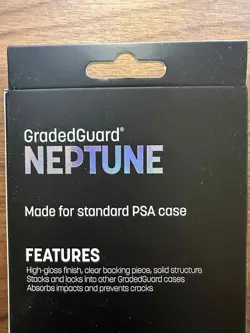 GradedGuard®
NEPTUNE
Made for standard PSA case
FEATURES
High-gloss finish, clear backing piece, solid structure
Stacks and locks into other GradedGuard cases
Absorbs impacts and prevents cracks